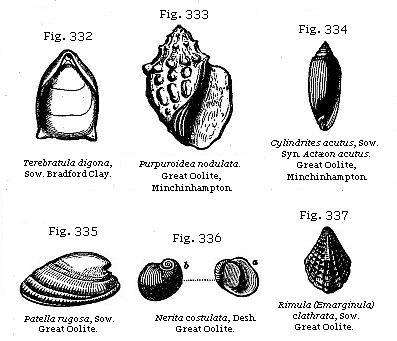 Fig. 332
Terebratula digona,
Sow. Bradford Clay.
Fig. 333
Purpuroidea nodulata.
Great Oolite,
Minchinhampton.
Fig. 334
Cylindrites acutus, Sow.
Syn. Actæon acutus.
Great Oolite,
Minchinhampton.
Fig. 335
Patella rugosa, Sow.
Great Oolite.
Fig. 336
b
a
Nerita costulata, Desh.
Great Oolite.
Fig. 337
Rimula (Emarginula)
clathrata, Sow.
Great Oolite.